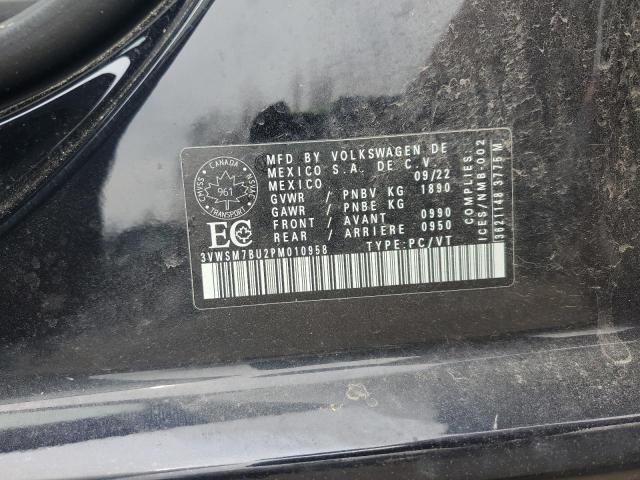 MFD BY VOLKSWAGEN DE
MEXICO S.A. DE C.V.
MEXICO 09/22
GVWR / PNBV KG 1890
GAWR / PNBE KG
FRONT / AVANT 0990
REAR / ARRIERE 0950
TYPE:PC/VT
3VWSM7BU2PM010958
CANADA
961
TRANSPORT
EC
COMPLIES:
ICES/NMB-002